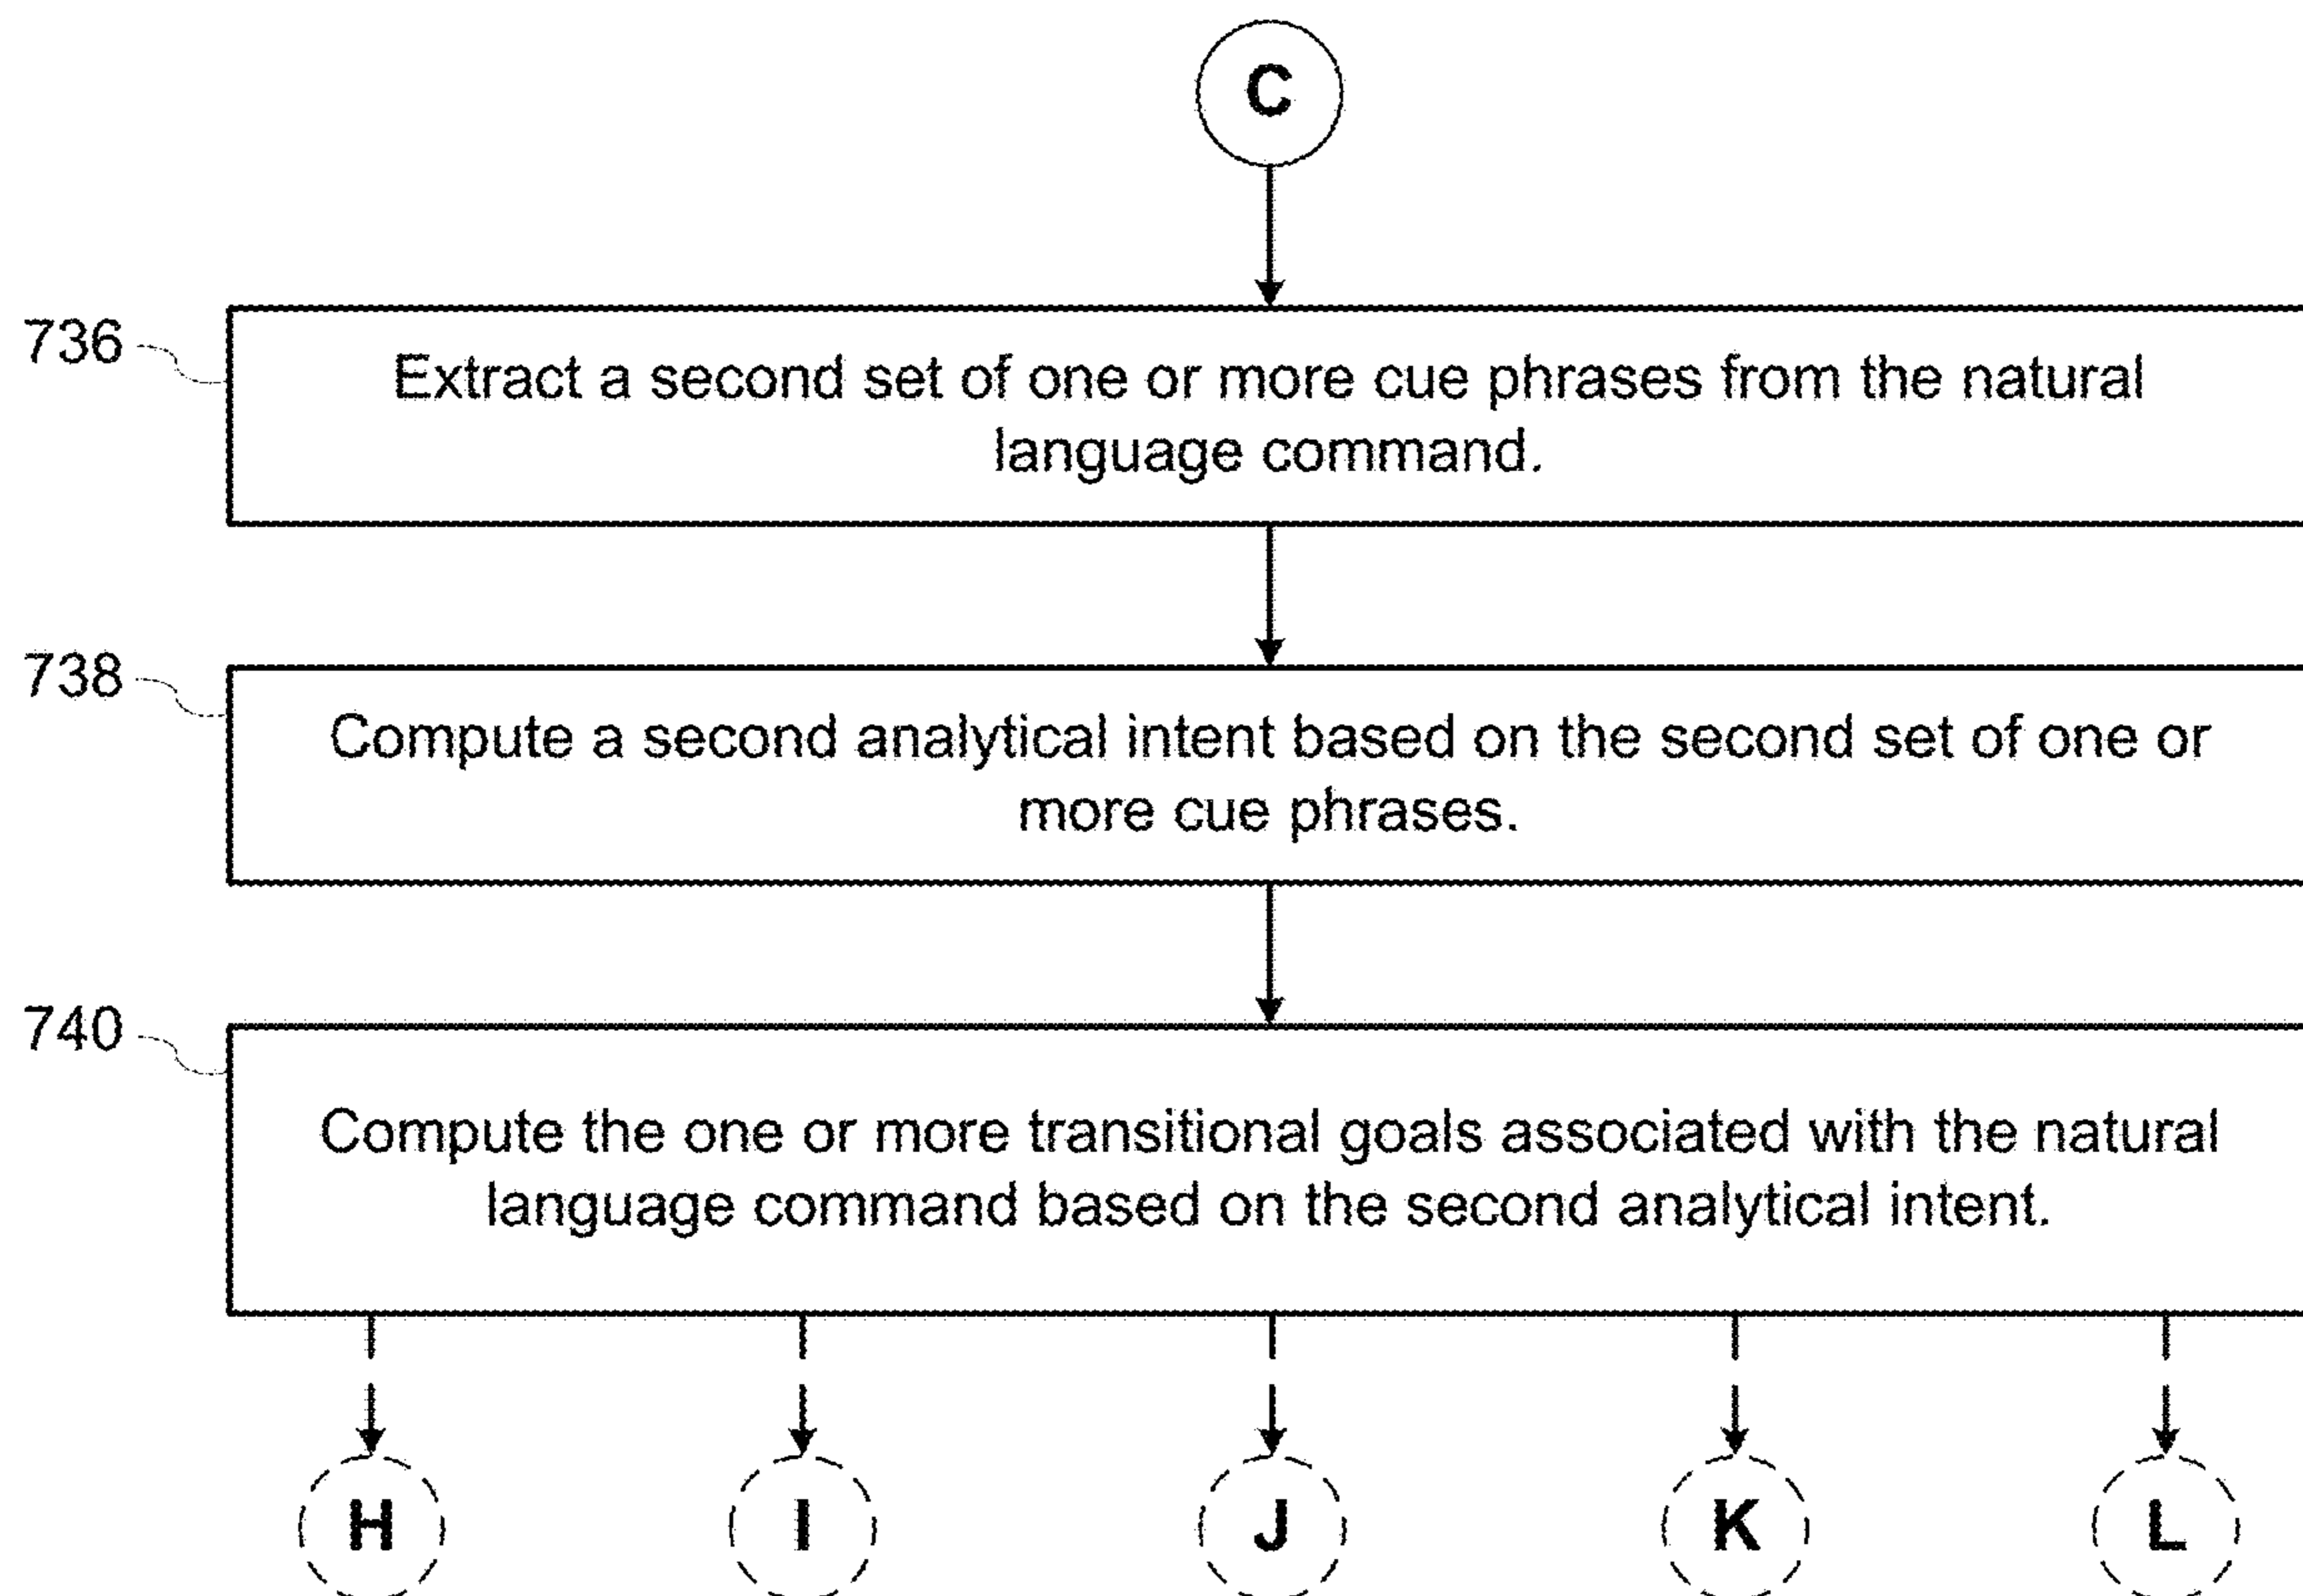 C
736
Extract a second set of one or more cue phrases from the natural
language command.
738
Compute a second analytical intent based on the second set of one or
more cue phrases.
740
Compute the one or more transitional goals associated with the natural
language command based on the second analytical intent.
H I J K L